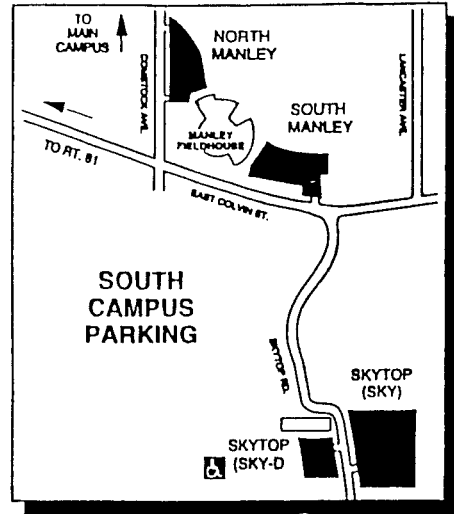 TO
MAIN
CAMPUS
NORTH
MANLEY
COMSTOCK AVE.
LANCASTER AVE.
SOUTH
MANLEY
MANLEY
FIELDHOUSE
TO RT. 81
EAST COLVIN ST.
SOUTH
CAMPUS
PARKING
SKYTOP RD.
SKYTOP
(SKY)
SKYTOP
(SKY-D